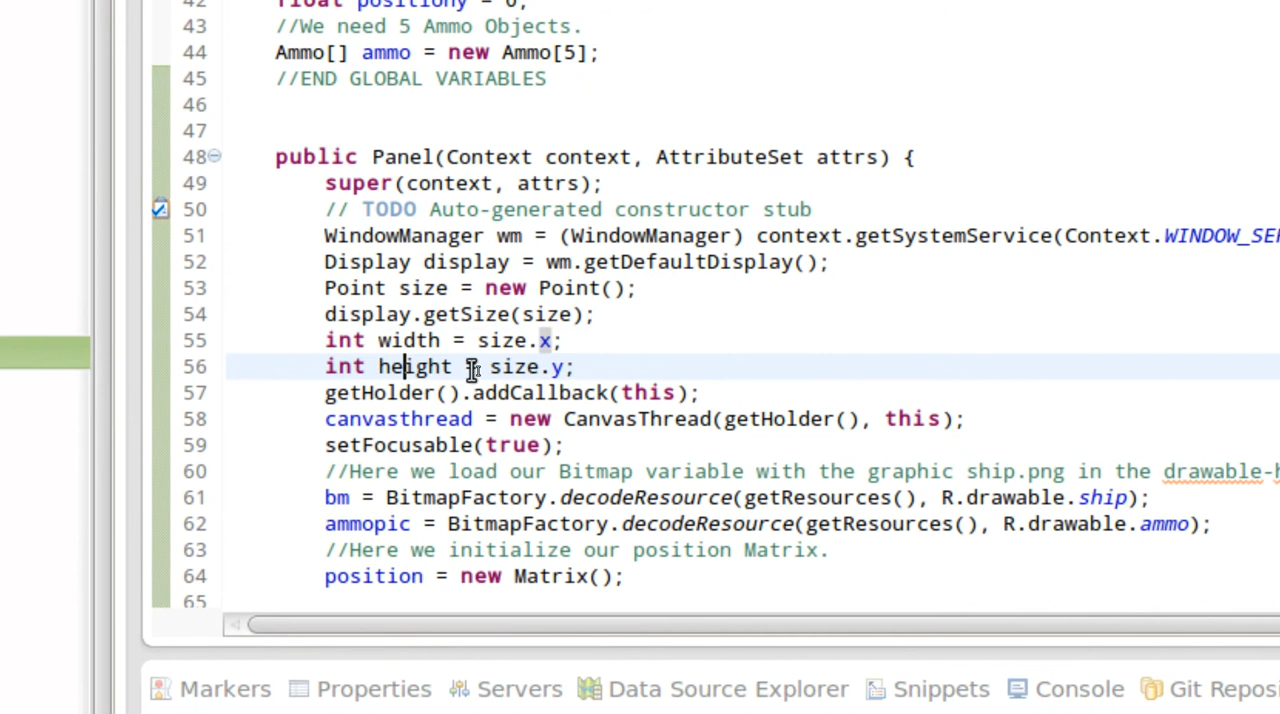 42 float positiony = 0;
43 //We need 5 Ammo Objects.
44 Ammo[] ammo = new Ammo[5];
45 //END GLOBAL VARIABLES
46
47
48 public Panel(Context context, AttributeSet attrs) {
49 super(context, attrs);
50 // TODO Auto-generated constructor stub
51 WindowManager wm = (WindowManager) context.getSystemService(Context.WINDOW_SE
52 Display display = wm.getDefaultDisplay();
53 Point size = new Point();
54 display.getSize(size);
55 int width = size.x;
56 int height = size.y;
57 getHolder().addCallback(this);
58 canvasthread = new CanvasThread(getHolder(), this);
59 setFocusable(true);
60 //Here we load our Bitmap variable with the graphic ship.png in the drawable-h
61 bm = BitmapFactory.decodeResource(getResources(), R.drawable.ship);
62 ammopic = BitmapFactory.decodeResource(getResources(), R.drawable.ammo);
63 //Here we initialize our position Matrix.
64 position = new Matrix();
65
Markers Properties Servers Data Source Explorer Snippets Console Git Reposi